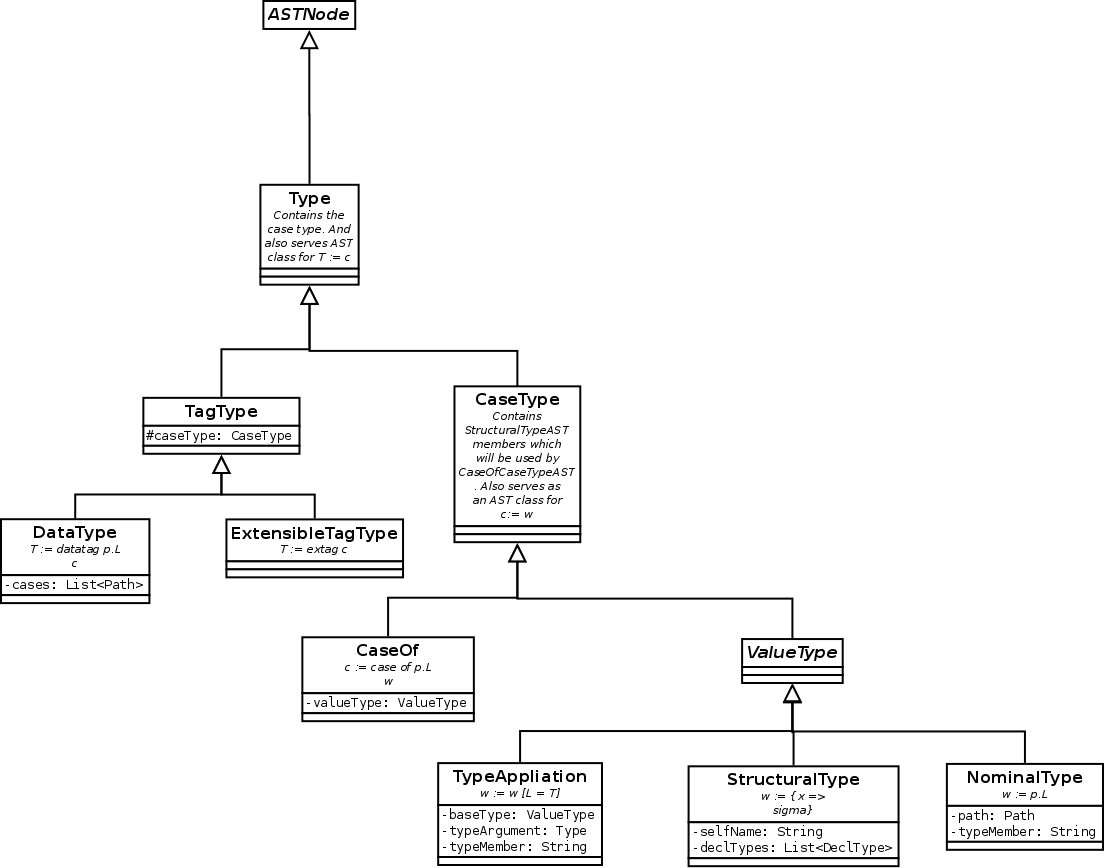 ASTNode
Type
Contains the
case type. And
also serves AST
class for T := c
TagType
#caseType: CaseType
CaseType
Contains
StructuralTypeAST
members which
will be used by
CaseOfCaseTypeAST
. Also serves as
an AST class for
c:= w
DataType
T := datatag p.L
c
-cases: List<Path>
ExtensibleTagType
T := extag c
CaseOf
c := case of p.L
w
-valueType: ValueType
ValueType
TypeAppliation
w := w [L = T]
-baseType: ValueType
-typeArgument: Type
-typeMember: String
StructuralType
w := { x =>
sigma}
-selfName: String
-declTypes: List<DeclType>
NominalType
w := p.L
-path: Path
-typeMember: String